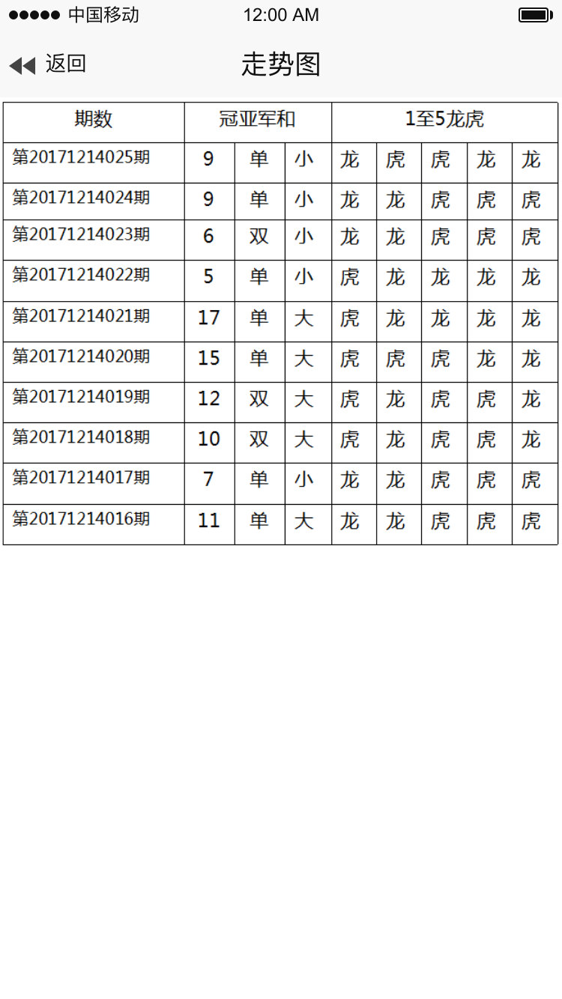 中国移动 12:00 AM
返回 走势图
期数 冠亚军和 1至5龙虎
第20171214025期 9 单 小 龙 虎 虎 龙 龙
第20171214024期 9 单 小 龙 龙 虎 虎 虎
第20171214023期 6 双 小 龙 龙 虎 虎 虎
第20171214022期 5 单 小 虎 龙 龙 龙 龙
第20171214021期 17 单 大 虎 龙 龙 龙 龙
第20171214020期 15 单 大 虎 虎 虎 龙 龙
第20171214019期 12 双 大 虎 龙 虎 虎 龙
第20171214018期 10 双 大 虎 龙 虎 虎 龙
第20171214017期 7 单 小 龙 龙 虎 虎 虎
第20171214016期 11 单 大 龙 龙 虎 虎 虎